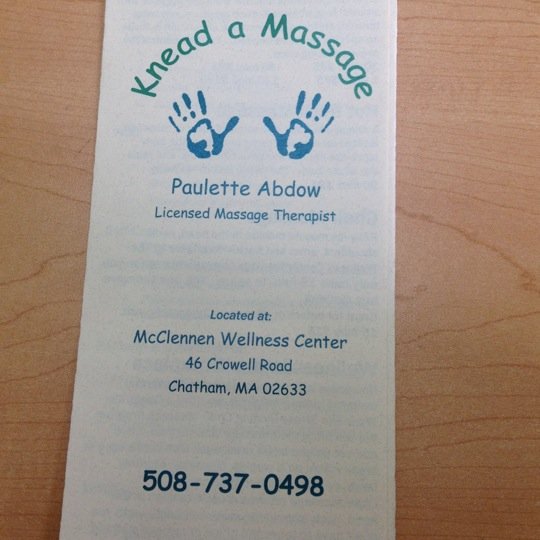 Knead a Massage
Paulette Abdow
Licensed Massage Therapist
Located at:
McClennen Wellness Center
46 Crowell Road
Chatham, MA 02633
508-737-0498